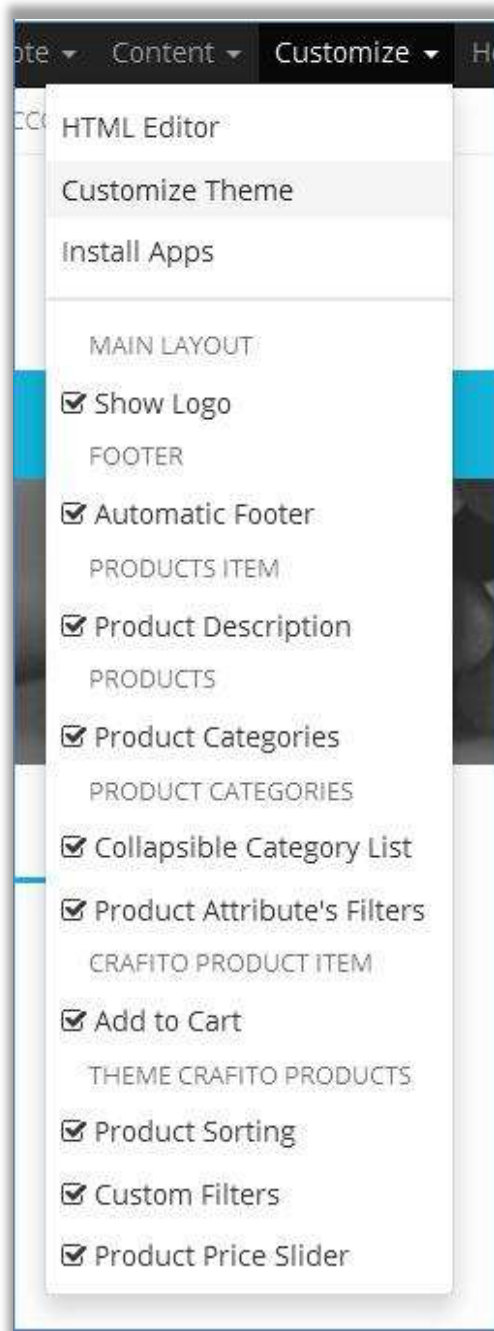 ote Content Customize H
CCO
HTML Editor
Customize Theme
Install Apps
MAIN LAYOUT
Show Logo
FOOTER
Automatic Footer
PRODUCTS ITEM
Product Description
PRODUCTS
Product Categories
PRODUCT CATEGORIES
Collapsible Category List
Product Attribute's Filters
CRAFITO PRODUCT ITEM
Add to Cart
THEME CRAFITO PRODUCTS
Product Sorting
Custom Filters
Product Price Slider